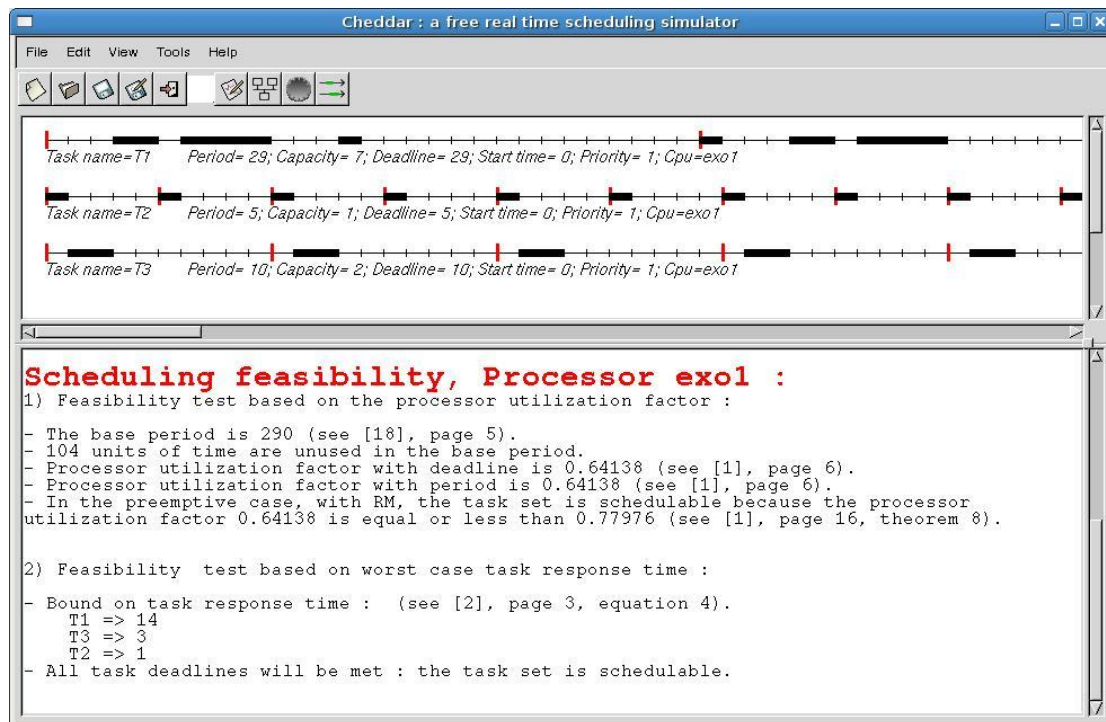 Cheddar : a free real time scheduling simulator
File Edit View Tools Help
Task name=T1 Period= 29; Capacity= 7; Deadline= 29; Start time= 0; Priority= 1; Cpu=exo1
Task name=T2 Period= 5; Capacity= 1; Deadline= 5; Start time= 0; Priority= 1; Cpu=exo1
Task name=T3 Period= 10; Capacity= 2; Deadline= 10; Start time= 0; Priority= 1; Cpu=exo1
Scheduling feasibility, Processor exo1 :
1) Feasibility test based on the processor utilization factor :
- The base period is 290 (see [18], page 5).
- 104 units of time are unused in the base period.
- Processor utilization factor with deadline is 0.64138 (see [1], page 6).
- Processor utilization factor with period is 0.64138 (see [1], page 6).
- In the preemptive case, with RM, the task set is schedulable because the processor
utilization factor 0.64138 is equal or less than 0.77976 (see [1], page 16, theorem 8).
2) Feasibility test based on worst case task response time :
- Bound on task response time : (see [2], page 3, equation 4).
T1 => 14
T3 => 3
T2 => 1
- All task deadlines will be met : the task set is schedulable.